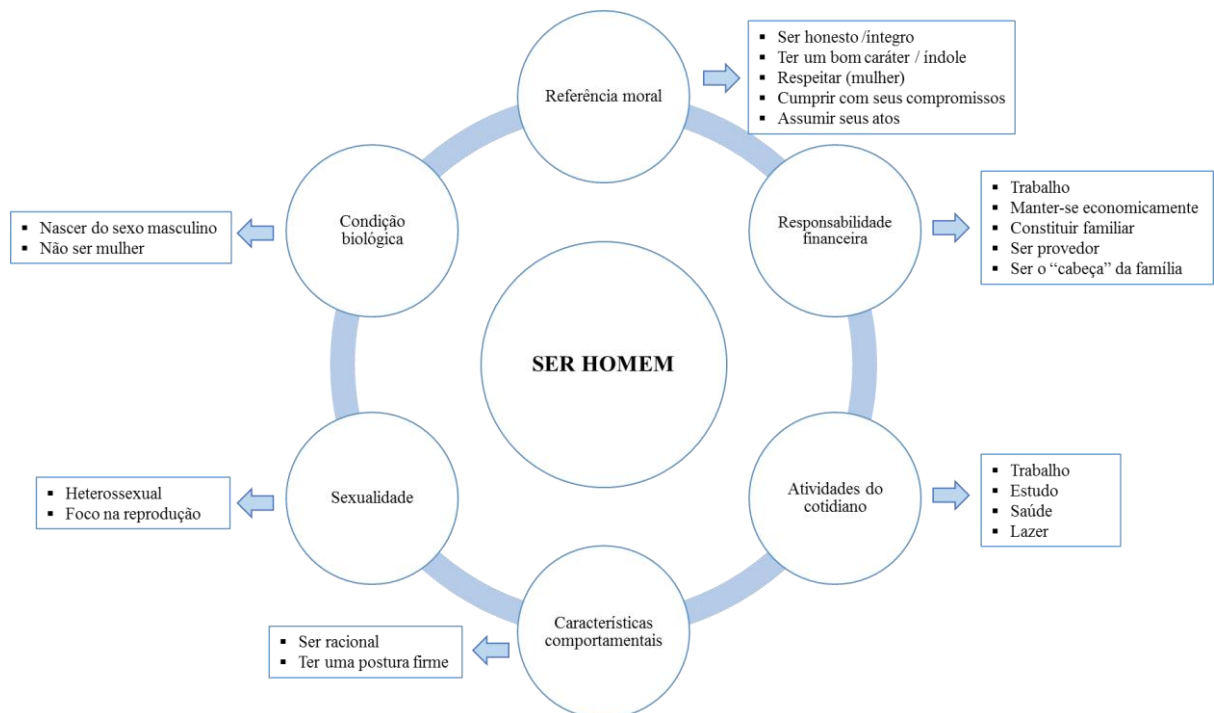 Referência moral
▪ Ser honesto /íntegro
▪ Ter um bom caráter / índole
▪ Respeitar (mulher)
▪ Cumprir com seus compromissos
▪ Assumir seus atos
Condição
biológica
▪ Nascer do sexo masculino
▪ Não ser mulher
Responsabilidade
financeira
▪ Trabalho
▪ Manter-se economicamente
▪ Constituir familiar
▪ Ser provedor
▪ Ser o “cabeça” da família
SER HOMEM
Sexualidade
▪ Heterossexual
▪ Foco na reprodução
Atividades do
cotidiano
▪ Trabalho
▪ Estudo
▪ Saúde
▪ Lazer
Características
comportamentais
▪ Ser racional
▪ Ter uma postura firme